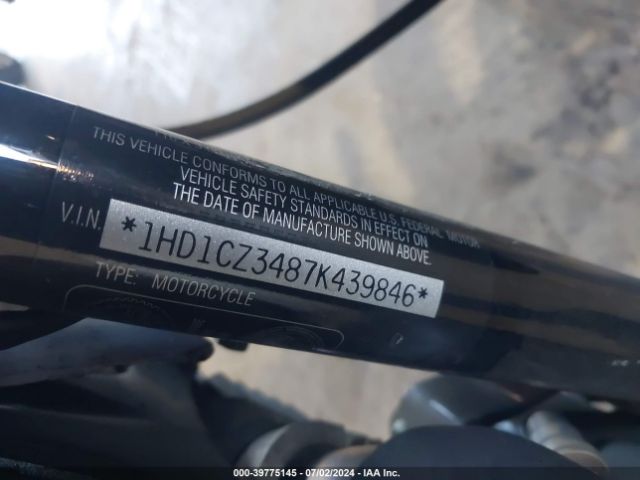 THIS VEHICLE CONFORMS TO ALL APPLICABLE U.S. FEDERAL MOTOR
VEHICLE SAFETY STANDARDS IN EFFECT ON
THE DATE OF MANUFACTURE SHOWN ABOVE.
V.I.N. *1HD1CZ3487K439846*
TYPE: MOTORCYCLE
000-39775145 - 07/02/2024 - IAA Inc.